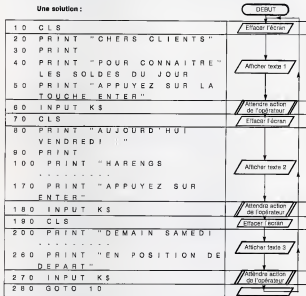 Une solution :
DEBUT
10 CLS
Effacer l'écran
20 PRINT "CHERS CLIENTS"
30 PRINT
40 PRINT "POUR CONNAITRE"
LES SOLDES DU JOUR
Afficher texte 1
50 PRINT "APPUYEZ SUR LA
TOUCHE ENTER"
60 INPUT K$
Attendre action
de l'opérateur
70 CLS
Effacer l'écran
80 PRINT "AUJOURD'HUI
VENDREDI "
90 PRINT
100 PRINT "HARENGS
. . . . . . . . .
Afficher texte 2
170 PRINT "APPUYEZ SUR
ENTER"
180 INPUT K$
Attendre action
de l'opérateur
190 CLS
Effacer l'écran
200 PRINT "DEMAIN SAMEDI
. . . . . . . . .
Afficher texte 3
260 PRINT "EN POSITION DE
DEPART"
270 INPUT K$
Attendre action
de l'opérateur
280 GOTO 10